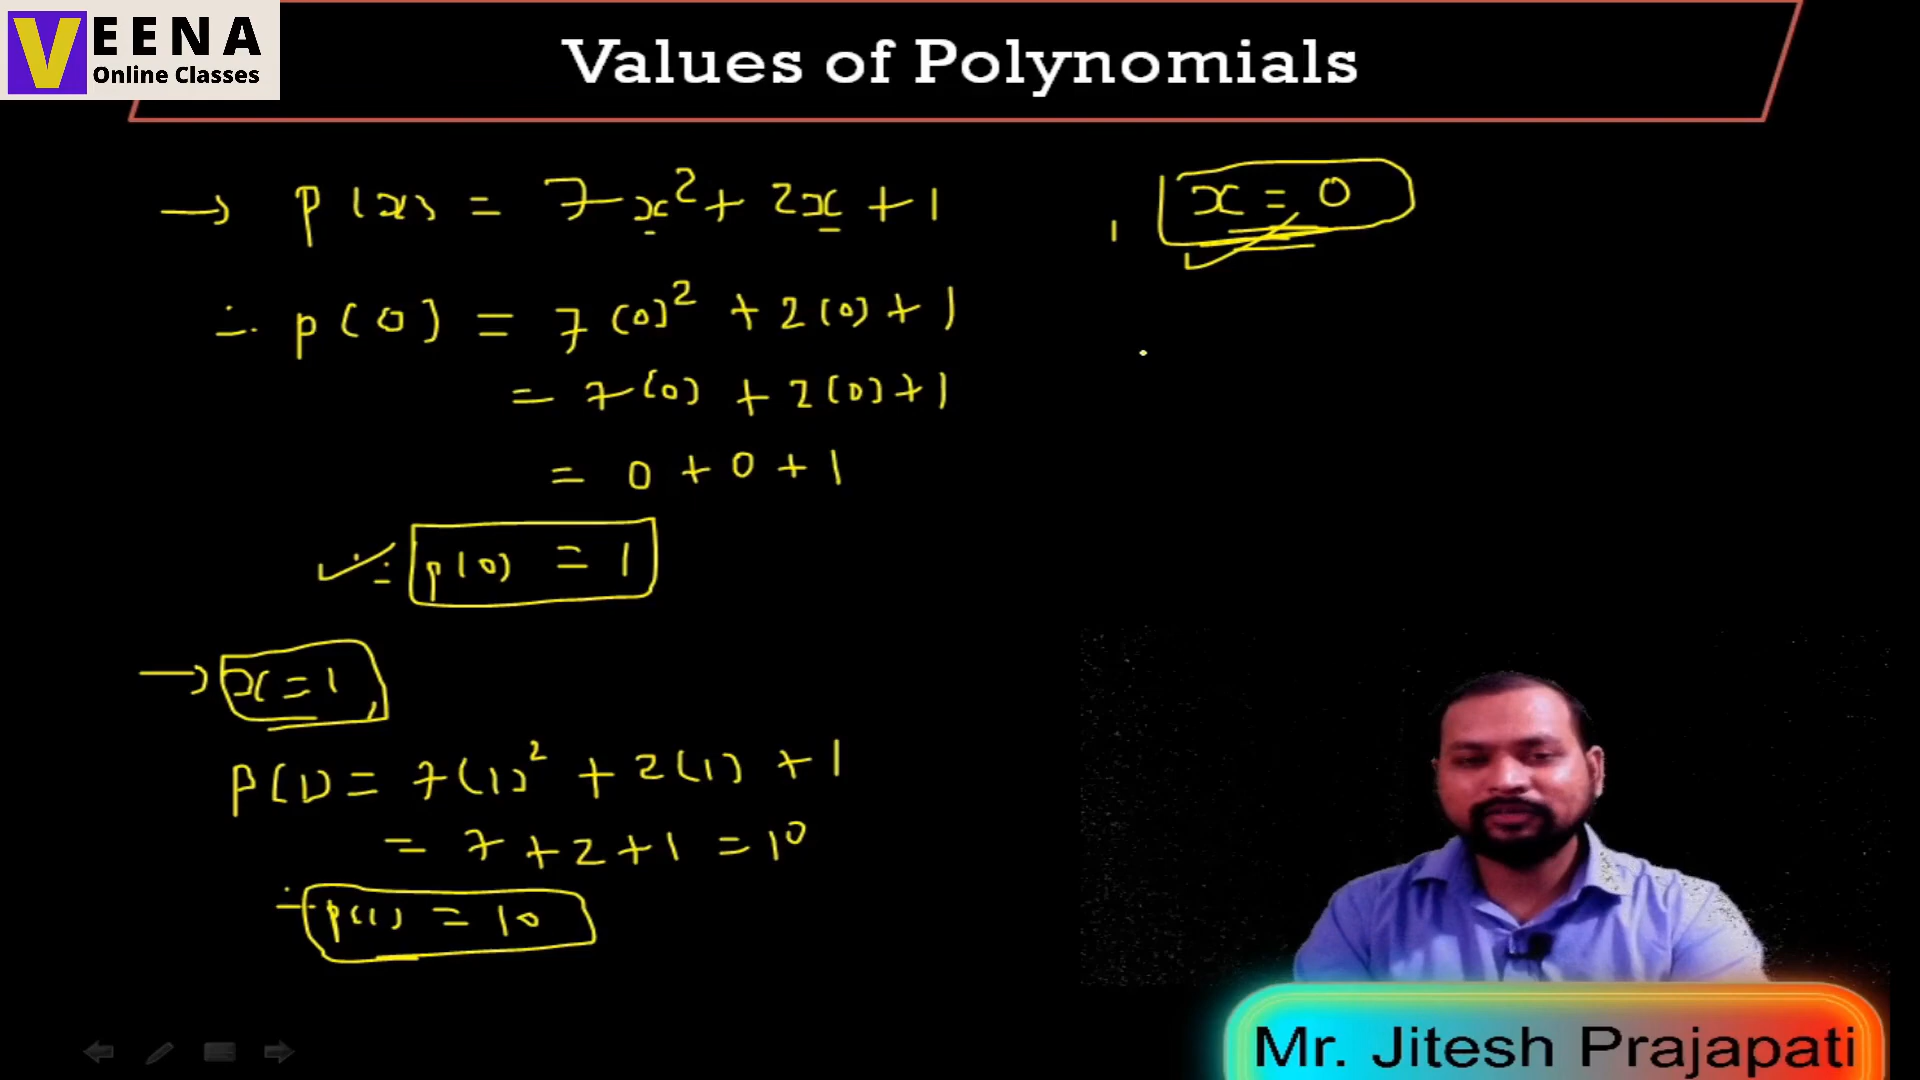 VEENA
Online Classes
Values of Polynomials
→ p(x) = 7x² + 2x + 1 , x = 0
∴ p(0) = 7(0)² + 2(0) + 1
= 7(0) + 2(0) + 1
= 0 + 0 + 1
∴ p(0) = 1
→ x = 1,
P(1) = 7(1)² + 2(1) + 1
= 7 + 2 + 1 = 10
∴ p(1) = 10
Mr. Jitesh Prajapati